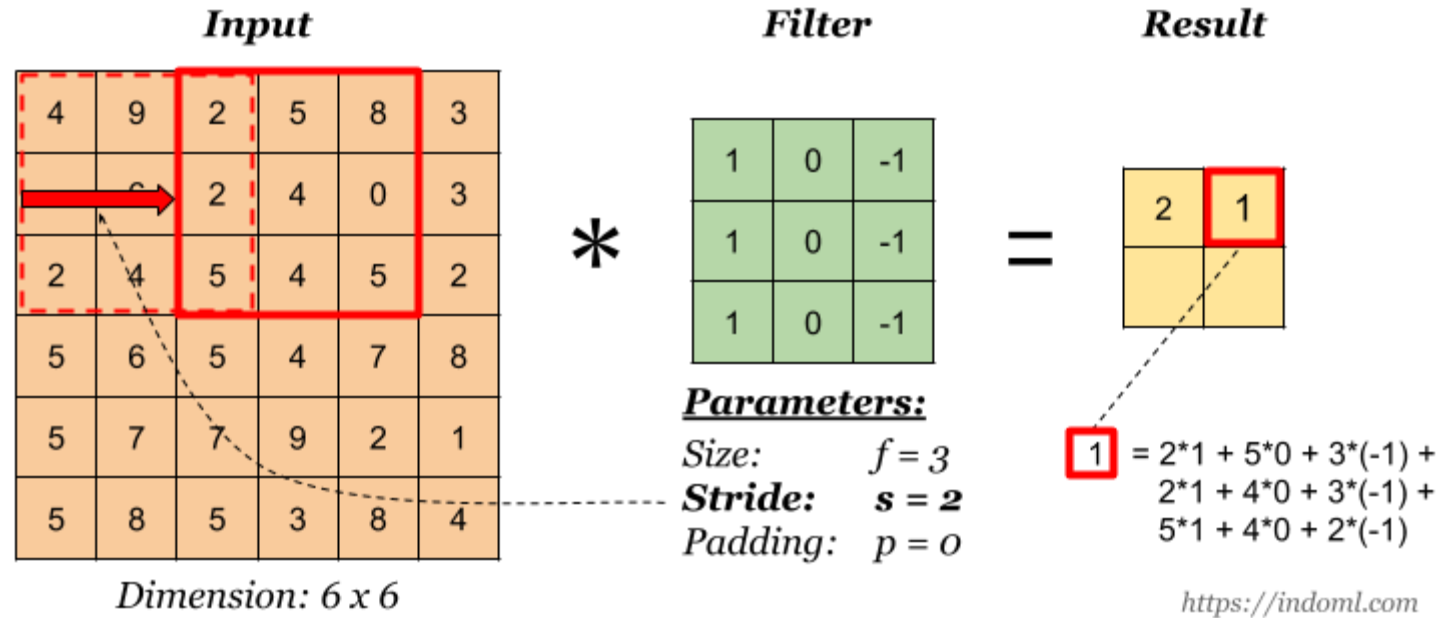 Input Filter Result
4 9 2 5 8 3
2 4 0 3
2 4 5 4 5 2
5 6 5 4 7 8
5 7 7 9 2 1
5 8 5 3 8 4
Dimension: 6 x 6
*
1 0 -1
1 0 -1
1 0 -1
Parameters:
Size: f = 3
Stride: s = 2
Padding: p = 0
=
2 1
1 = 2*1 + 5*0 + 3*(-1) +
2*1 + 4*0 + 3*(-1) +
5*1 + 4*0 + 2*(-1)
https://indoml.com